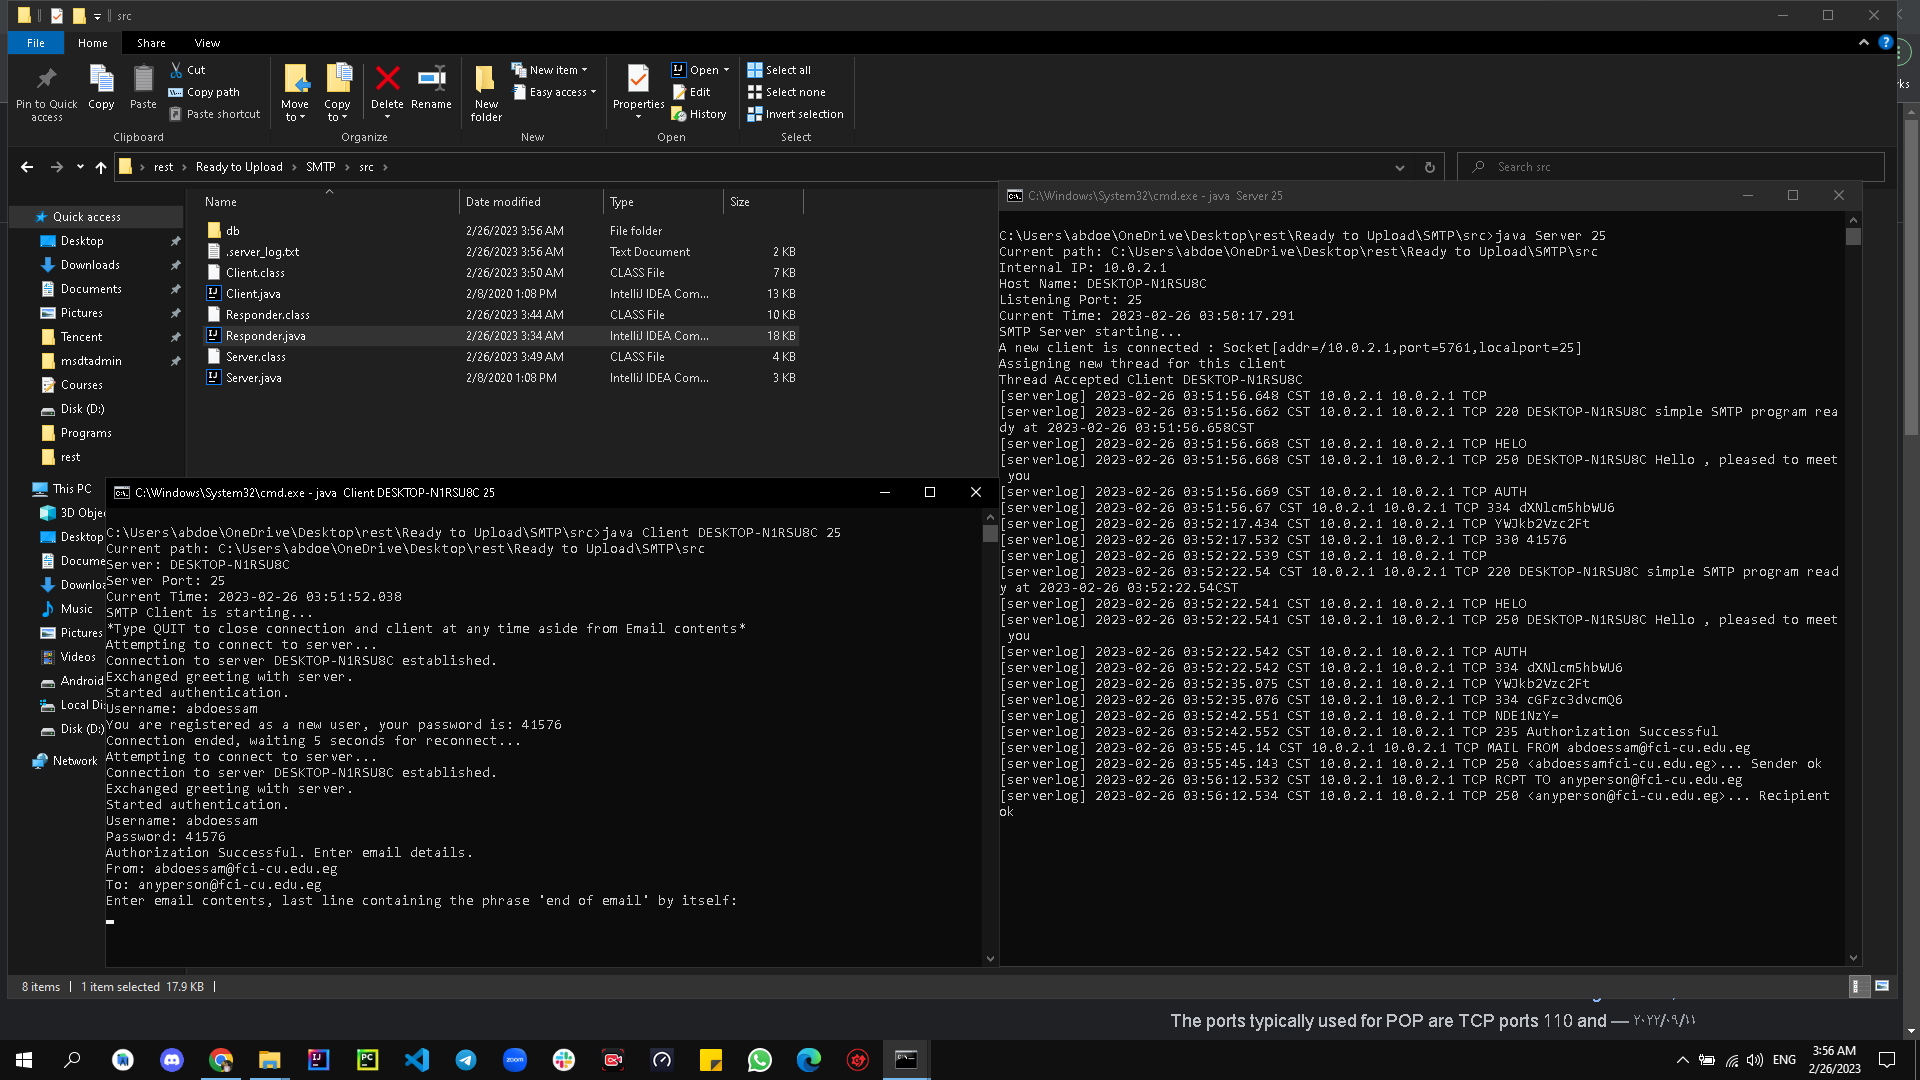 src
File
Home
Share
View
Pin to Quick access
Copy
Paste
Cut
Copy path
Paste shortcut
Clipboard
Move to
Copy to
Delete
Rename
Organize
New folder
New item
Easy access
New
Properties
Open
Edit
History
Open
Select all
Select none
Invert selection
Select
rks
rest > Ready to Upload > SMTP > src >
Search src
Name
Date modified
Type
Size
db 2/26/2023 3:56 AM File folder
.server_log.txt 2/26/2023 3:56 AM Text Document 2 KB
Client.class 2/26/2023 3:50 AM CLASS File 7 KB
Client.java 2/8/2020 1:08 PM IntelliJ IDEA Com... 13 KB
Responder.class 2/26/2023 3:44 AM CLASS File 10 KB
Responder.java 2/26/2023 3:34 AM IntelliJ IDEA Com... 18 KB
Server.class 2/26/2023 3:49 AM CLASS File 4 KB
Server.java 2/8/2020 1:08 PM IntelliJ IDEA Com... 3 KB
Quick access
Desktop
Downloads
Documents
Pictures
Tencent
msdtadmin
Courses
Disk (D:)
Programs
rest
This PC
3D Obje
Desktop
Docume
Downloa
Music
Pictures
Videos
Android
Local Dis
Disk (D:)
Network
C:\Windows\System32\cmd.exe - java  Client DESKTOP-N1RSU8C 25
C:\Users\abdoe\OneDrive\Desktop\rest\Ready to Upload\SMTP\src>java Client DESKTOP-N1RSU8C 25
Current path: C:\Users\abdoe\OneDrive\Desktop\rest\Ready to Upload\SMTP\src
Server: DESKTOP-N1RSU8C
Server Port: 25
Current Time: 2023-02-26 03:51:52.038
SMTP Client is starting...
*Type QUIT to close connection and client at any time aside from Email contents*
Attempting to connect to server...
Connection to server DESKTOP-N1RSU8C established.
Exchanged greeting with server.
Started authentication.
Username: abdoessam
You are registered as a new user, your password is: 41576
Connection ended, waiting 5 seconds for reconnect...
Attempting to connect to server...
Connection to server DESKTOP-N1RSU8C established.
Exchanged greeting with server.
Started authentication.
Username: abdoessam
Password: 41576
Authorization Successful. Enter email details.
From: abdoessam@fci-cu.edu.eg
To: anyperson@fci-cu.edu.eg
Enter email contents, last line containing the phrase 'end of email' by itself:
C:\Windows\System32\cmd.exe - java  Server 25
C:\Users\abdoe\OneDrive\Desktop\rest\Ready to Upload\SMTP\src>java Server 25
Current path: C:\Users\abdoe\OneDrive\Desktop\rest\Ready to Upload\SMTP\src
Internal IP: 10.0.2.1
Host Name: DESKTOP-N1RSU8C
Listening Port: 25
Current Time: 2023-02-26 03:50:17.291
SMTP Server starting...
A new client is connected : Socket[addr=/10.0.2.1,port=5761,localport=25]
Assigning new thread for this client
Thread Accepted Client DESKTOP-N1RSU8C
[serverlog] 2023-02-26 03:51:56.648 CST 10.0.2.1 10.0.2.1 TCP
[serverlog] 2023-02-26 03:51:56.662 CST 10.0.2.1 10.0.2.1 TCP 220 DESKTOP-N1RSU8C simple SMTP program rea
dy at 2023-02-26 03:51:56.658CST
[serverlog] 2023-02-26 03:51:56.668 CST 10.0.2.1 10.0.2.1 TCP HELO
[serverlog] 2023-02-26 03:51:56.668 CST 10.0.2.1 10.0.2.1 TCP 250 DESKTOP-N1RSU8C Hello , pleased to meet
 you
[serverlog] 2023-02-26 03:51:56.669 CST 10.0.2.1 10.0.2.1 TCP AUTH
[serverlog] 2023-02-26 03:51:56.67 CST 10.0.2.1 10.0.2.1 TCP 334 dXNlcm5hbWU6
[serverlog] 2023-02-26 03:52:17.434 CST 10.0.2.1 10.0.2.1 TCP YWJkb2Vzc2Ft
[serverlog] 2023-02-26 03:52:17.532 CST 10.0.2.1 10.0.2.1 TCP 330 41576
[serverlog] 2023-02-26 03:52:22.539 CST 10.0.2.1 10.0.2.1 TCP
[serverlog] 2023-02-26 03:52:22.54 CST 10.0.2.1 10.0.2.1 TCP 220 DESKTOP-N1RSU8C simple SMTP program read
y at 2023-02-26 03:52:22.54CST
[serverlog] 2023-02-26 03:52:22.541 CST 10.0.2.1 10.0.2.1 TCP HELO
[serverlog] 2023-02-26 03:52:22.541 CST 10.0.2.1 10.0.2.1 TCP 250 DESKTOP-N1RSU8C Hello , pleased to meet
 you
[serverlog] 2023-02-26 03:52:22.542 CST 10.0.2.1 10.0.2.1 TCP AUTH
[serverlog] 2023-02-26 03:52:22.542 CST 10.0.2.1 10.0.2.1 TCP 334 dXNlcm5hbWU6
[serverlog] 2023-02-26 03:52:35.075 CST 10.0.2.1 10.0.2.1 TCP YWJkb2Vzc2Ft
[serverlog] 2023-02-26 03:52:35.076 CST 10.0.2.1 10.0.2.1 TCP 334 cGFzc3dvcmQ6
[serverlog] 2023-02-26 03:52:42.551 CST 10.0.2.1 10.0.2.1 TCP NDE1NzY=
[serverlog] 2023-02-26 03:52:42.552 CST 10.0.2.1 10.0.2.1 TCP 235 Authorization Successful
[serverlog] 2023-02-26 03:55:45.14 CST 10.0.2.1 10.0.2.1 TCP MAIL FROM abdoessam@fci-cu.edu.eg
[serverlog] 2023-02-26 03:55:45.143 CST 10.0.2.1 10.0.2.1 TCP 250 <abdoessamfci-cu.edu.eg>... Sender ok
[serverlog] 2023-02-26 03:56:12.532 CST 10.0.2.1 10.0.2.1 TCP RCPT TO anyperson@fci-cu.edu.eg
[serverlog] 2023-02-26 03:56:12.534 CST 10.0.2.1 10.0.2.1 TCP 250 <anyperson@fci-cu.edu.eg>... Recipient
ok
8 items
1 item selected  17.9 KB
The ports typically used for POP are TCP ports 110 and — ٢٠٢٢/٠٩/١١
zoom
ENG
3:56 AM
2/26/2023